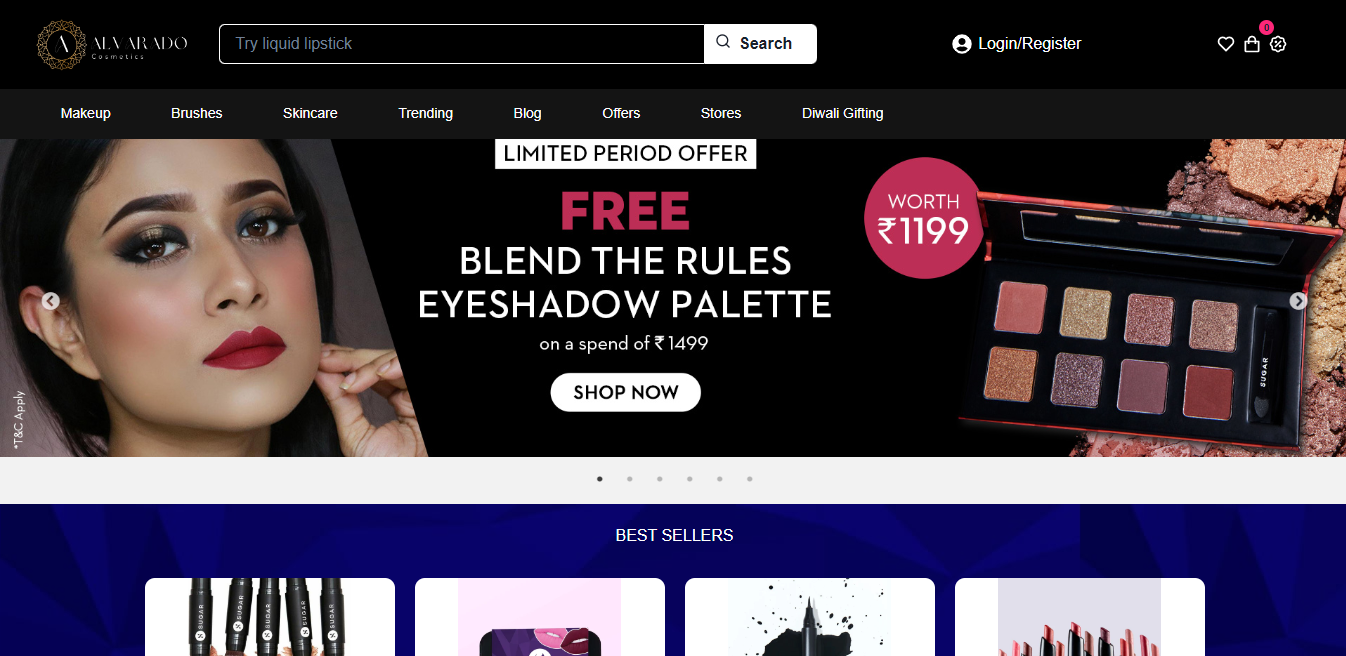 A
ALVARADO
Cosmetics
Try liquid lipstick
Search
Login/Register
0
Makeup
Brushes
Skincare
Trending
Blog
Offers
Stores
Diwali Gifting
LIMITED PERIOD OFFER
FREE
BLEND THE RULES
EYESHADOW PALETTE
on a spend of ₹ 1499
SHOP NOW
WORTH
₹1199
SUGAR
*T&C Apply
BEST SELLERS
SUGAR
SUGAR
SUGAR
SUGAR
SUGAR